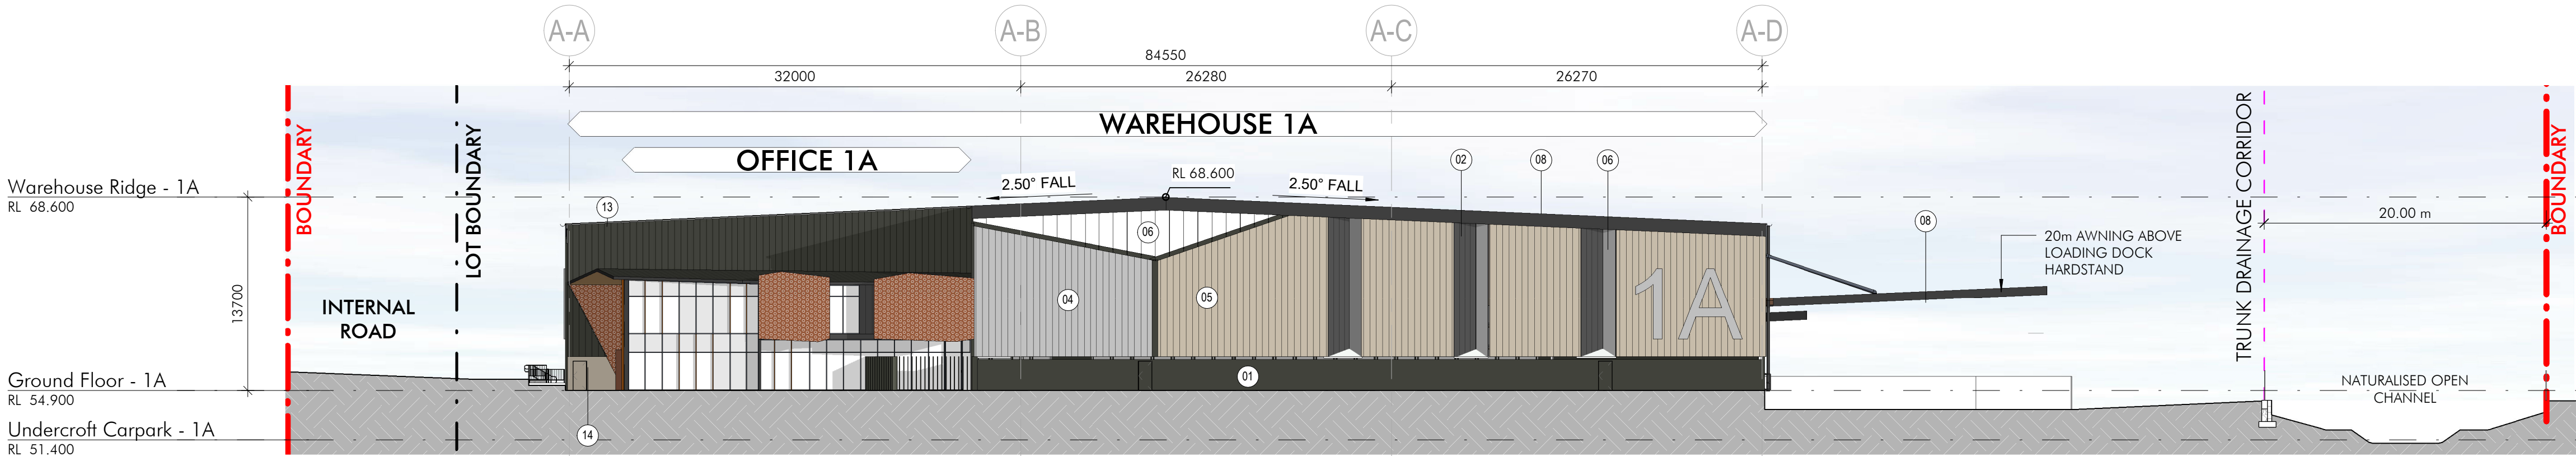 A-A
A-B
A-C
A-D
84550
32000
26280
26270
WAREHOUSE 1A
OFFICE 1A
02
08
06
Warehouse Ridge - 1A
RL 68.600
BOUNDARY
LOT BOUNDARY
13
2.50° FALL
RL 68.600
2.50° FALL
06
08
20m AWNING ABOVE
LOADING DOCK
HARDSTAND
TRUNK DRAINAGE CORRIDOR
20.00 m
BOUNDARY
13700
INTERNAL
ROAD
04
05
1A
Ground Floor - 1A
RL 54.900
01
NATURALISED OPEN
CHANNEL
Undercroft Carpark - 1A
RL 51.400
14